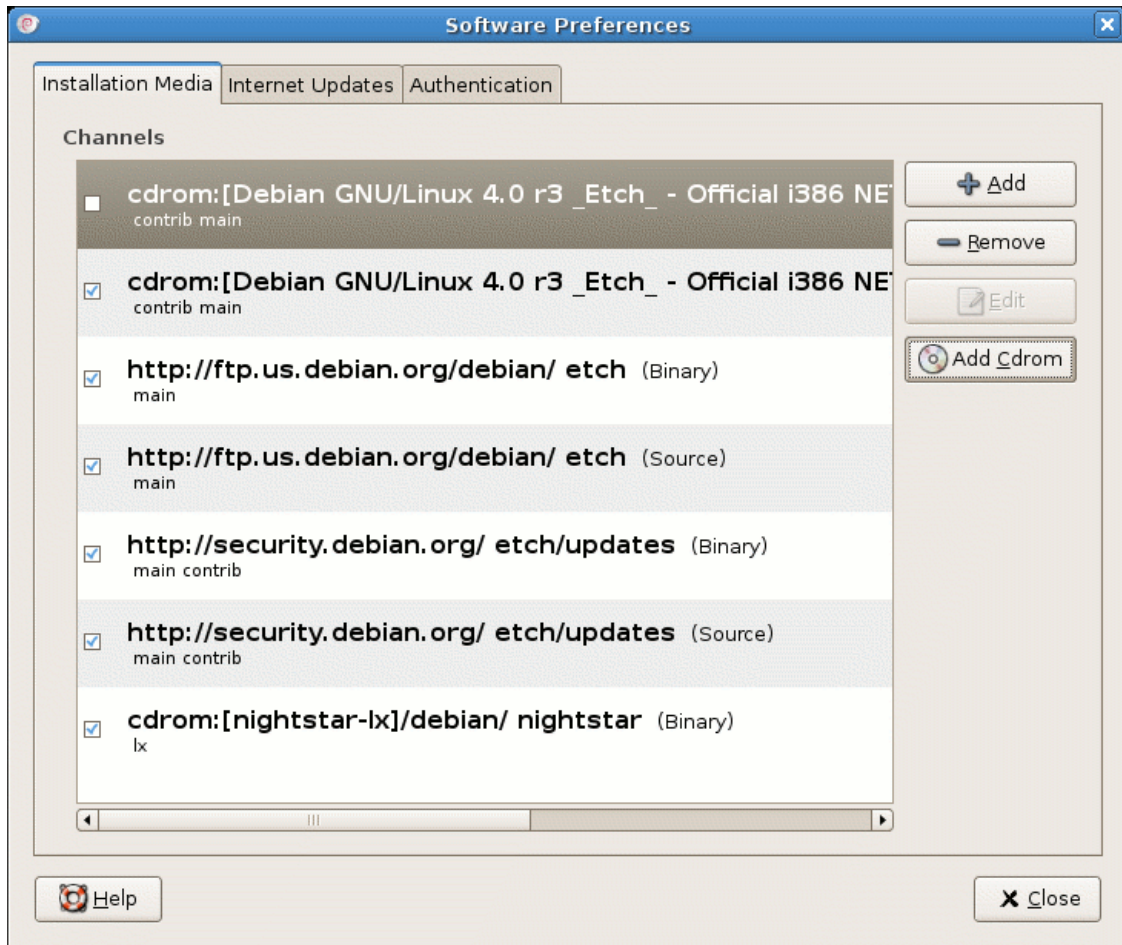 Software Preferences
Installation Media Internet Updates Authentication
Channels
cdrom:[Debian GNU/Linux 4.0 r3 _Etch_ - Official i386
contrib main
cdrom:[Debian GNU/Linux 4.0 r3 _Etch_ - Official i386
contrib main
http://ftp.us.debian.org/debian/ etch (Binary)
main
http://ftp.us.debian.org/debian/ etch (Source)
main
http://security.debian.org/ etch/updates (Binary)
main contrib
http://security.debian.org/ etch/updates (Source)
main contrib
cdrom:[nightstar-lx]/debian/ nightstar (Binary)
lx
Add
Remove
Edit
Add Cdrom
Help
Close